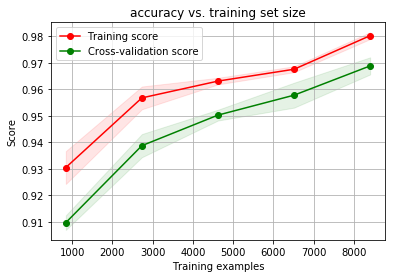 accuracy vs. training set size
Training score
Cross-validation score
0.98
0.97
0.96
0.95
0.94
0.93
0.92
0.91
Score
1000 2000 3000 4000 5000 6000 7000 8000
Training examples